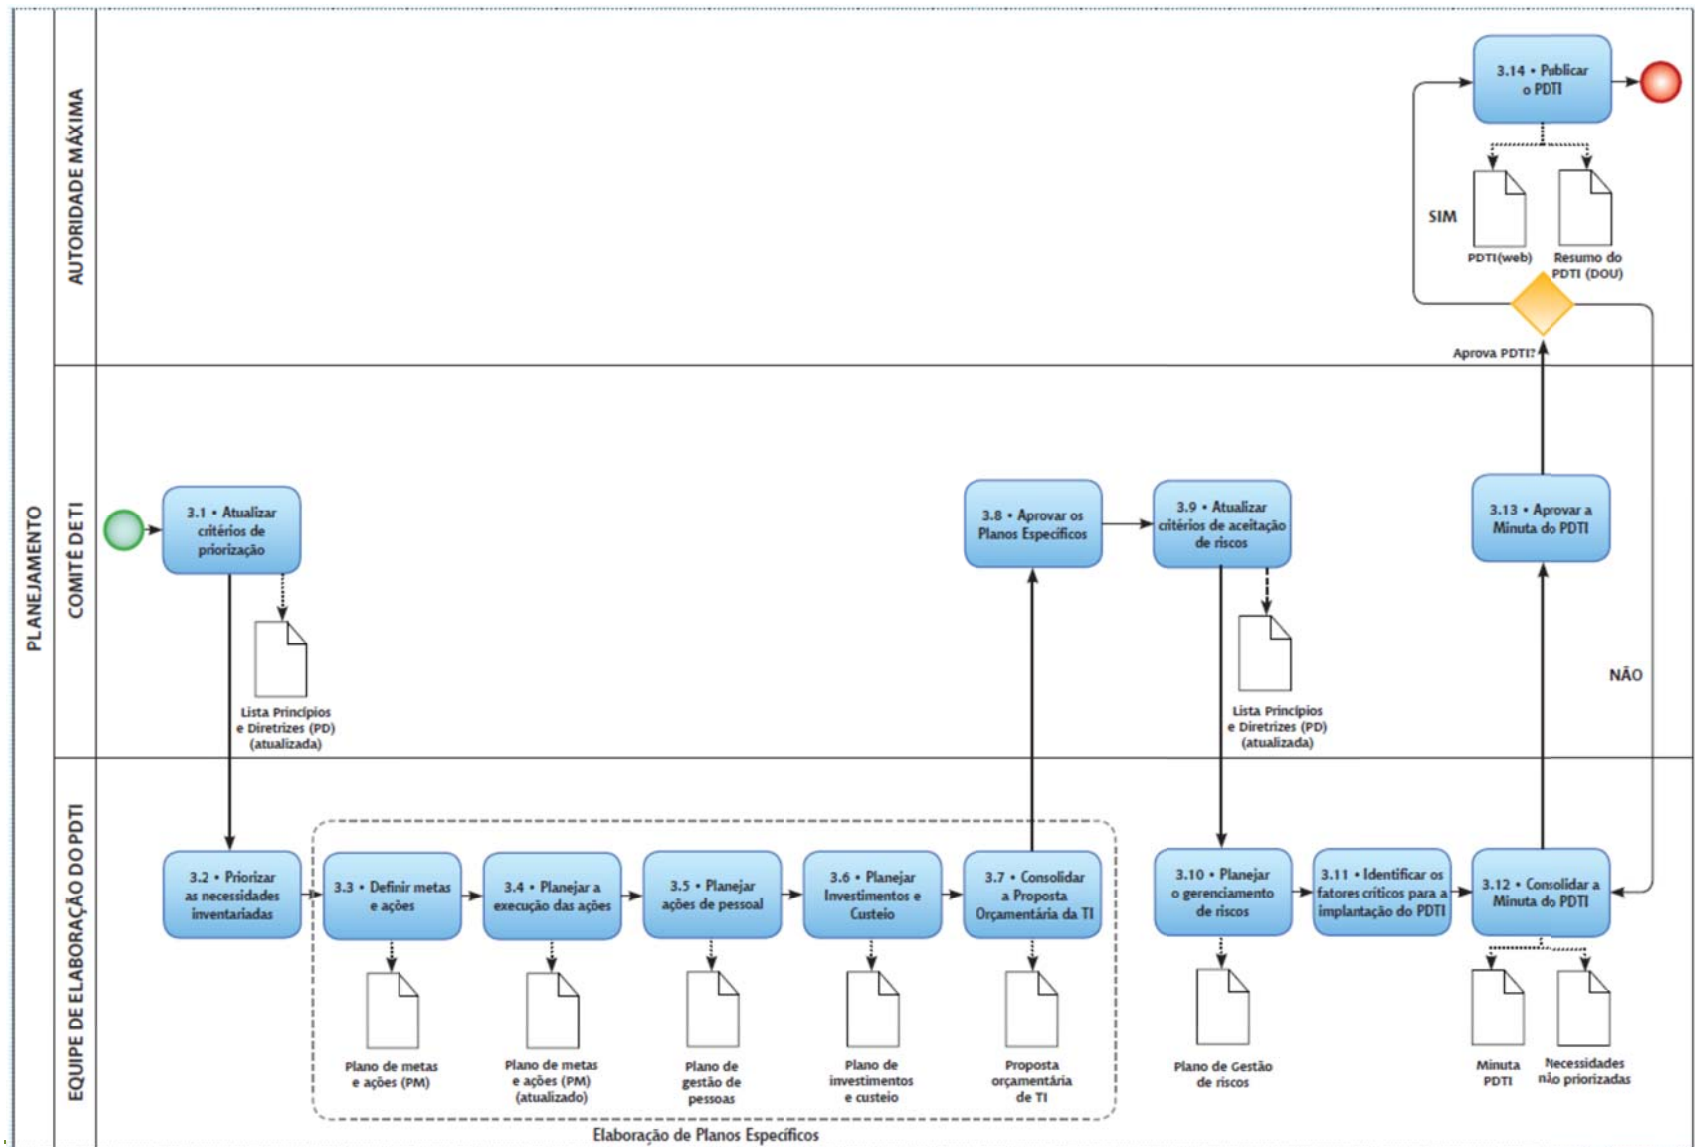 PLANEJAMENTO
AUTORIDADE MÁXIMA
3.14 • Publicar
o PDTI
SIM
PDTI(web)
Resumo do
PDTI (DOU)
Aprova PDTI?
COMITÊ DE TI
3.1 • Atualizar
critérios de
priorização
Lista Princípios
e Diretrizes (PD)
(atualizada)
3.8 • Aprovar os
Planos Específicos
3.9 • Atualizar
critérios de aceitação
de riscos
Lista Princípios
e Diretrizes (PD)
(atualizada)
3.13 • Aprovar a
Minuta do PDTI
NÃO
EQUIPE DE ELABORAÇÃO DO PDTI
3.2 • Priorizar
as necessidades
inventariadas
3.3 • Definir metas
e ações
3.4 • Planejar a
execução das ações
3.5 • Planejar
ações de pessoal
3.6 • Planejar
Investimentos e
Custeio
3.7 • Consolidar
a Proposta
Orçamentária da TI
3.10 • Planejar
o gerenciamento
de riscos
3.11 • Identificar os
fatores críticos para a
implantação do PDTI
3.12 • Consolidar a
Minuta do PDTI
Plano de metas
e ações (PM)
Plano de metas
e ações (PM)
(atualizado)
Plano de
gestão de
pessoas
Plano de
investimentos
e custeio
Proposta
orçamentária
de TI
Plano de Gestão
de riscos
Minuta
PDTI
Necessidades
não priorizadas
Elaboração de Planos Específicos